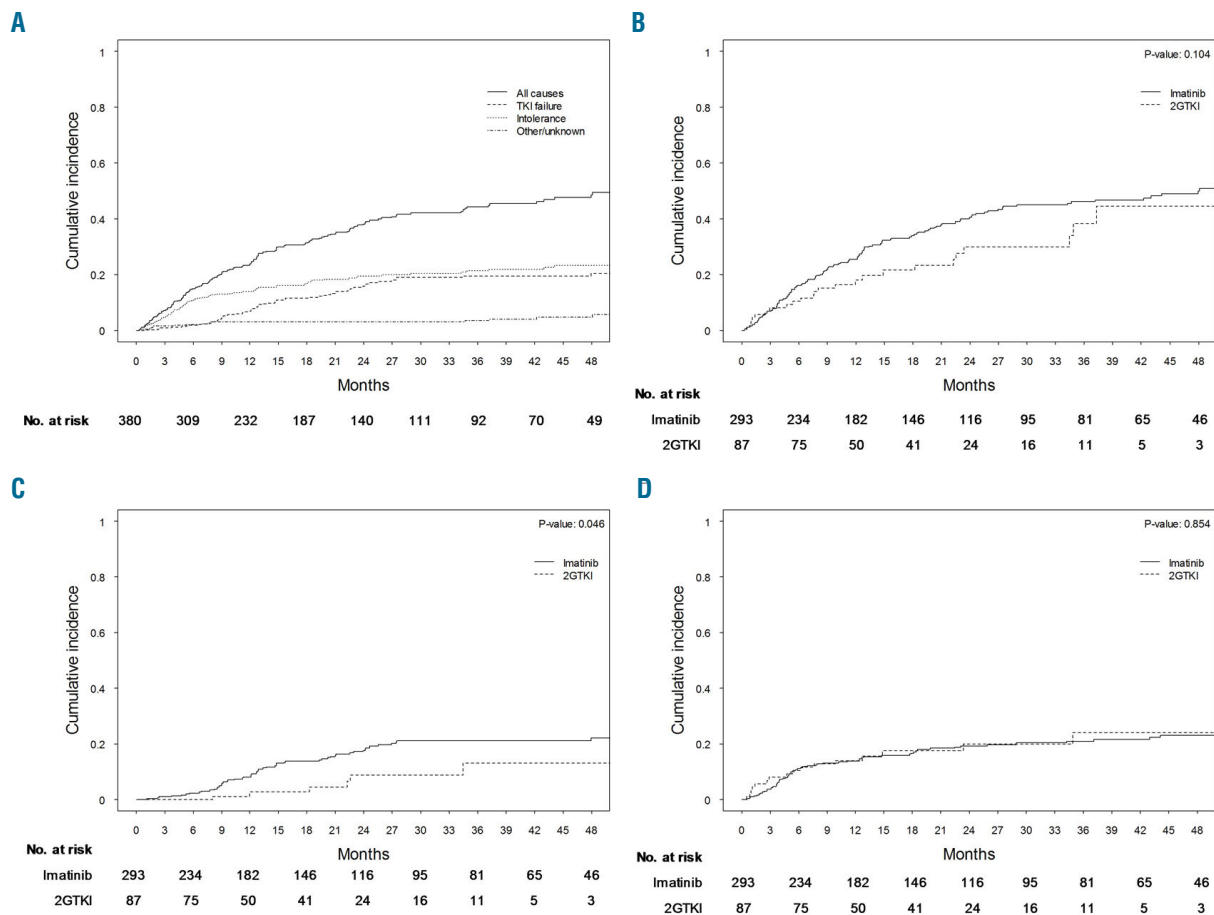 A
1
0.8
0.6
0.4
0.2
0
Cumulative incindence
All causes
TKI failure
Intolerance
Other/unknown
0 3 6 9 12 15 18 21 24 27 30 33 36 39 42 45 48
Months
No. at risk 380 309 232 187 140 111 92 70 49
B
P-value: 0.104
1
0.8
0.6
0.4
0.2
0
Cumulative incidence
Imatinib
2GTKI
0 3 6 9 12 15 18 21 24 27 30 33 36 39 42 45 48
Months
No. at risk
Imatinib 293 234 182 146 116 95 81 65 46
2GTKI 87 75 50 41 24 16 11 5 3
C
P-value: 0.046
1
0.8
0.6
0.4
0.2
0
Cumulative incidence
Imatinib
2GTKI
0 3 6 9 12 15 18 21 24 27 30 33 36 39 42 45 48
Months
No. at risk
Imatinib 293 234 182 146 116 95 81 65 46
2GTKI 87 75 50 41 24 16 11 5 3
D
P-value: 0.854
1
0.8
0.6
0.4
0.2
0
Cumulative incidence
Imatinib
2GTKI
0 3 6 9 12 15 18 21 24 27 30 33 36 39 42 45 48
Months
No. at risk
Imatinib 293 234 182 146 116 95 81 65 46
2GTKI 87 75 50 41 24 16 11 5 3